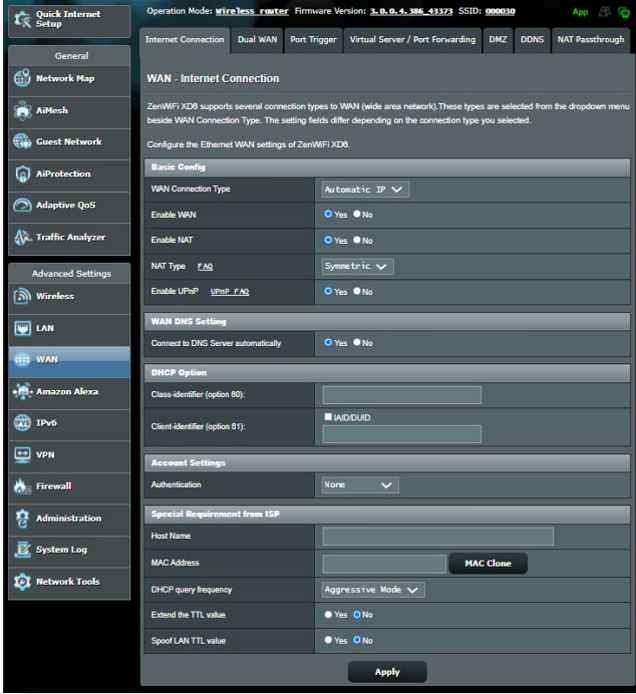 Quick Internet
Setup
Operation Mode: Wireless router Firmware Version: 3.0.0.4.386_43373 SSID: 000030
App
Internet Connection Dual WAN Port Trigger Virtual Server / Port Forwarding DMZ DDNS NAT Passthrough
General
Network Map
AiMesh
Guest Network
AiProtection
Adaptive QoS
Traffic Analyzer
Advanced Settings
Wireless
LAN
WAN
Amazon Alexa
IPv6
VPN
Firewall
Administration
System Log
Network Tools
WAN - Internet Connection
ZenWiFi XD6 supports several connection types to WAN (wide area network).These types are selected from the dropdown menu
beside WAN Connection Type. The setting fields differ depending on the connection type you selected.
Configure the Ethernet WAN settings of ZenWiFi XD6.
Basic Config
WAN Connection Type Automatic IP
Enable WAN Yes No
Enable NAT Yes No
NAT Type FAQ Symmetric
Enable UPnP UPnP FAQ Yes No
WAN DNS Setting
Connect to DNS Server automatically Yes No
DHCP Option
Class-identifier (option 60):
Client-identifier (option 61): IAID/DUID
Account Settings
Authentication None
Special Requirement from ISP
Host Name
MAC Address MAC Clone
DHCP query frequency Aggressive Mode
Extend the TTL value Yes No
Spoof LAN TTL value Yes No
Apply